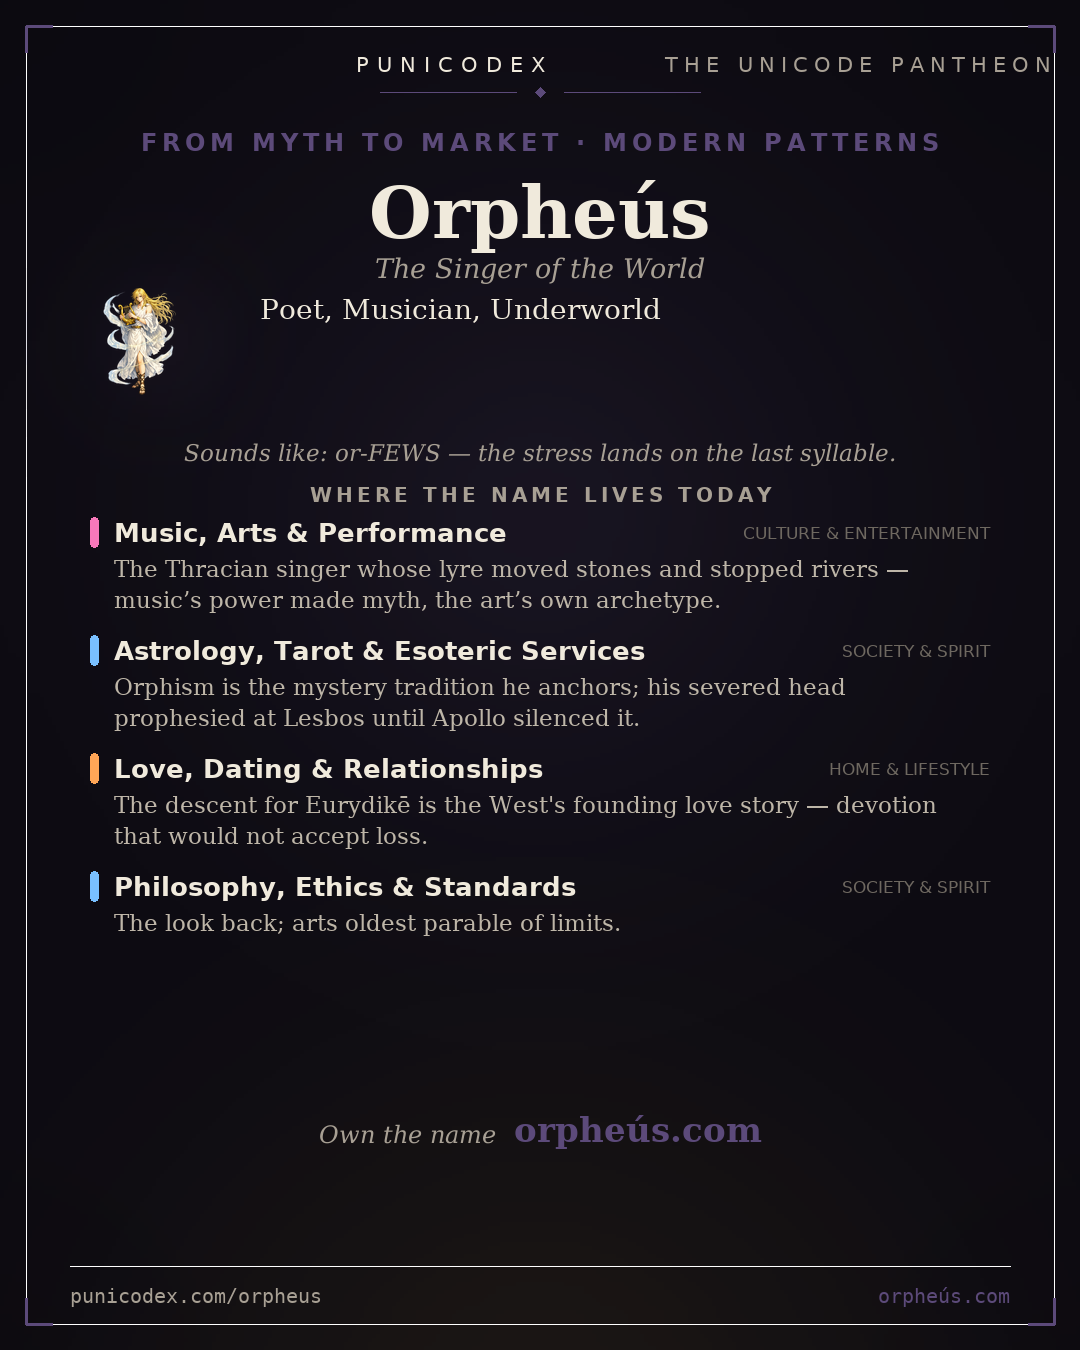 PUNICODEX
THE UNICODE PANTHEON
FROM MYTH TO MARKET · MODERN PATTERNS
Orpheús
The Singer of the World
Poet, Musician, Underworld
Sounds like: or-FEWS — the stress lands on the last syllable.
WHERE THE NAME LIVES TODAY
Music, Arts & Performance
CULTURE & ENTERTAINMENT
The Thracian singer whose lyre moved stones and stopped rivers —
music’s power made myth, the art’s own archetype.
Astrology, Tarot & Esoteric Services
SOCIETY & SPIRIT
Orphism is the mystery tradition he anchors; his severed head
prophesied at Lesbos until Apollo silenced it.
Love, Dating & Relationships
HOME & LIFESTYLE
The descent for Eurydikē is the West's founding love story — devotion
that would not accept loss.
Philosophy, Ethics & Standards
SOCIETY & SPIRIT
The look back; arts oldest parable of limits.
Own the name orpheús.com
punicodex.com/orpheus
orpheús.com